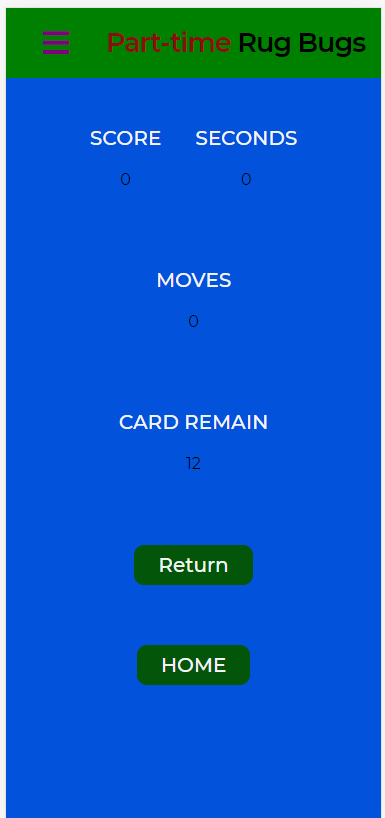 Part-time Rug Bugs
SCORE SECONDS
0 0
MOVES
0
CARD REMAIN
12
Return
HOME